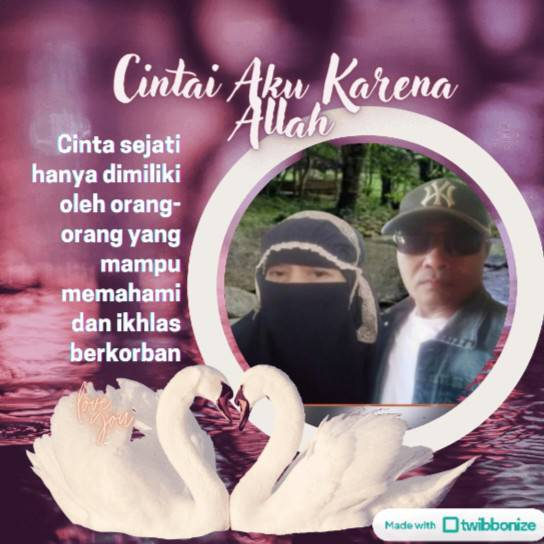 Cintai Aku Karena
Allah
Cinta sejati
hanya dimiliki
oleh orang-
orang yang
mampu
memahami
dan ikhlas
berkorban
NY
love
you
Made with twibbonize